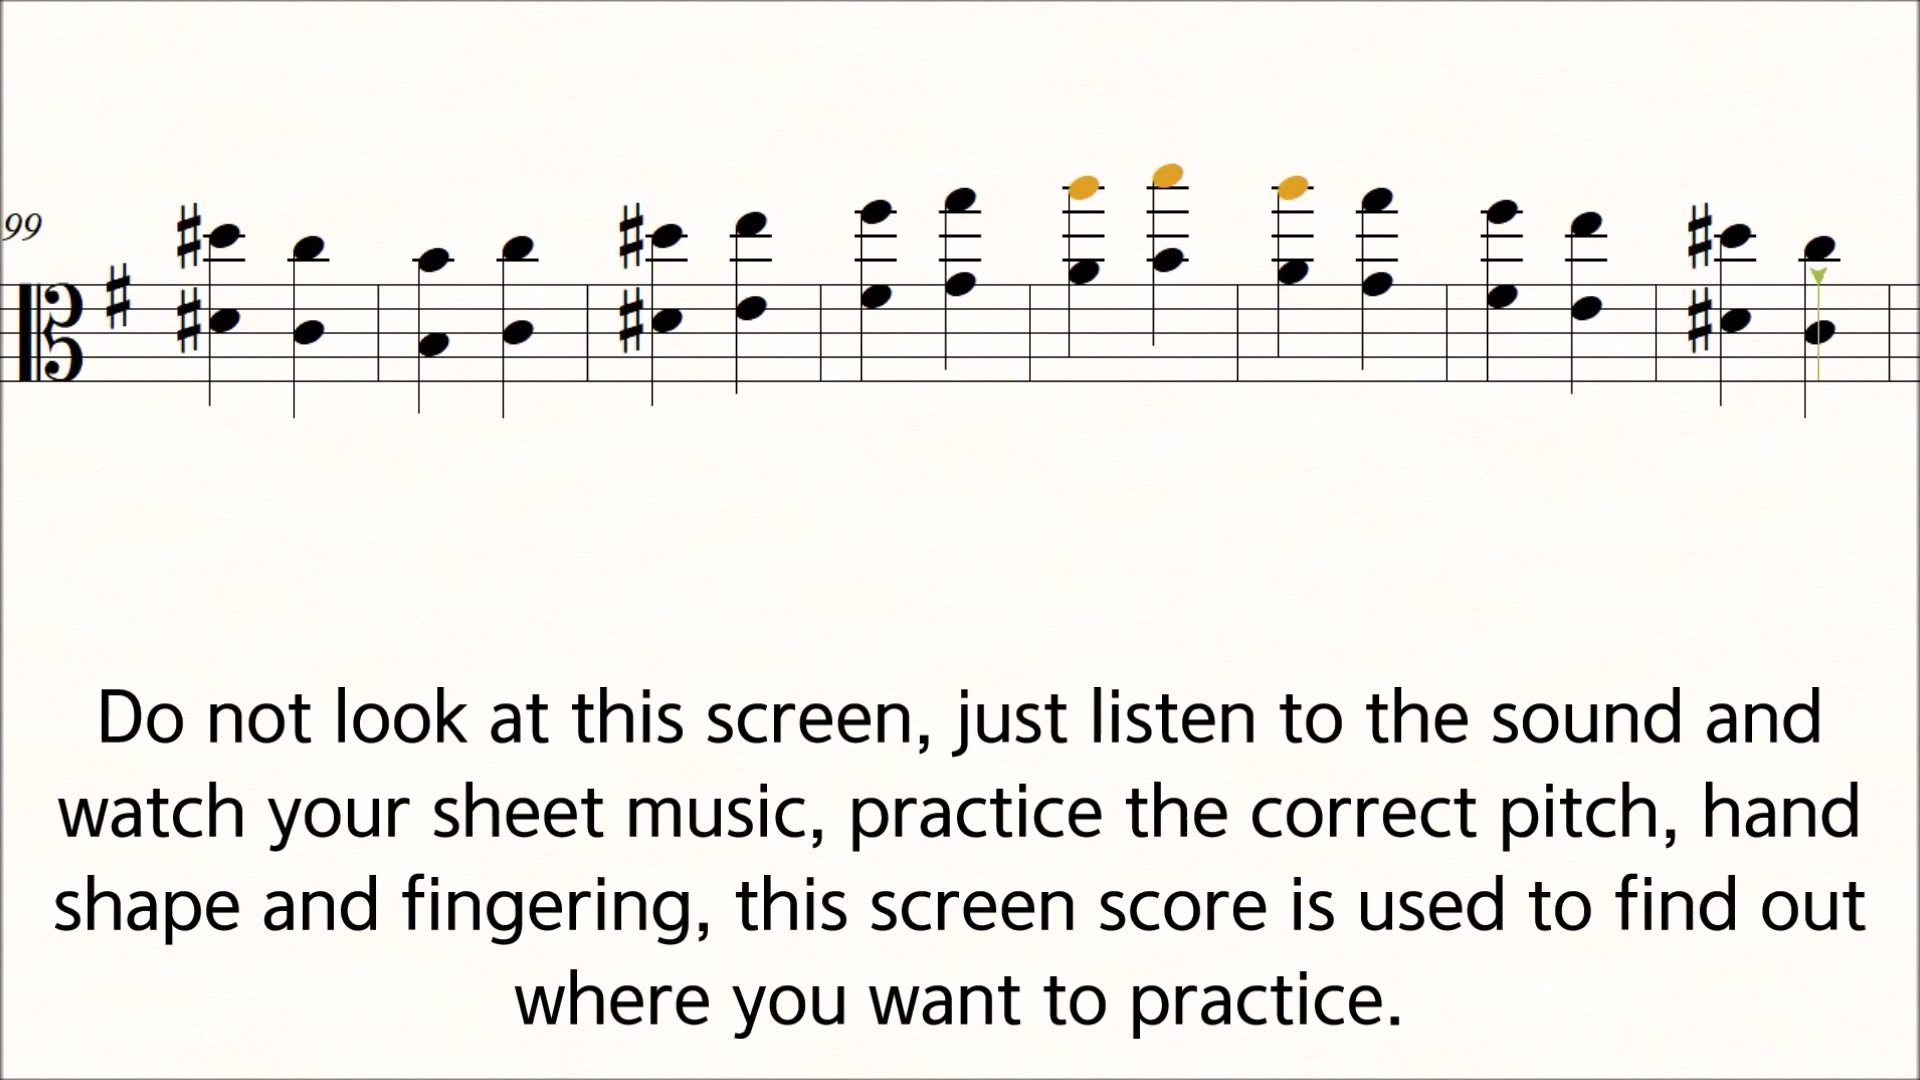 99
Do not look at this screen, just listen to the sound and
watch your sheet music, practice the correct pitch, hand
shape and fingering, this screen score is used to find out
where you want to practice.